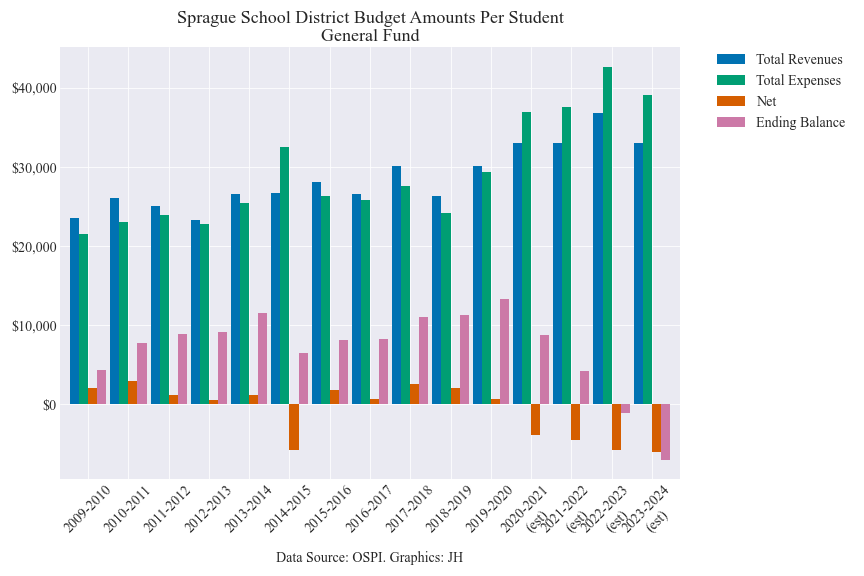 Sprague School District Budget Amounts Per Student
General Fund
Total Revenues
Total Expenses
Net
Ending Balance
$40,000
$30,000
$20,000
$10,000
$0
2009-2010
2010-2011
2011-2012
2012-2013
2013-2014
2014-2015
2015-2016
2016-2017
2017-2018
2018-2019
2019-2020
2020-2021
(est)
2021-2022
(est)
2022-2023
(est)
2023-2024
(est)
Data Source: OSPI. Graphics: JH